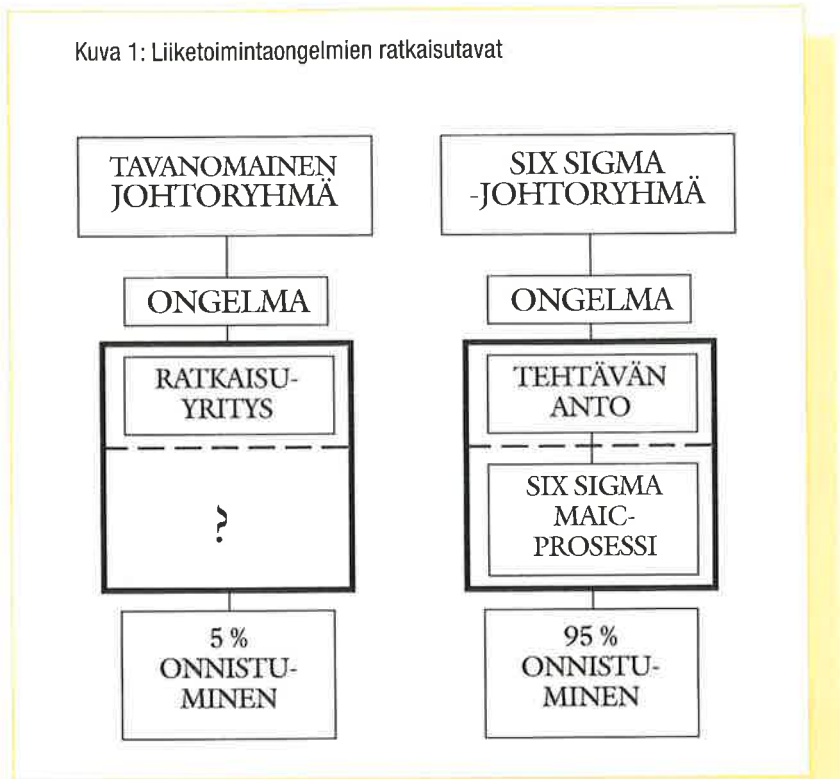 Kuva 1: Liiketoimintaongelmien ratkaisutavat
TAVANOMAINEN
JOHTORYHMÄ
ONGELMA
RATKAISU-
YRITYS
?
5 %
ONNISTU-
MINEN
SIX SIGMA
-JOHTORYHMÄ
ONGELMA
TEHTÄVÄN
ANTO
SIX SIGMA
MAIC-
PROSESSI
95 %
ONNISTU-
MINEN